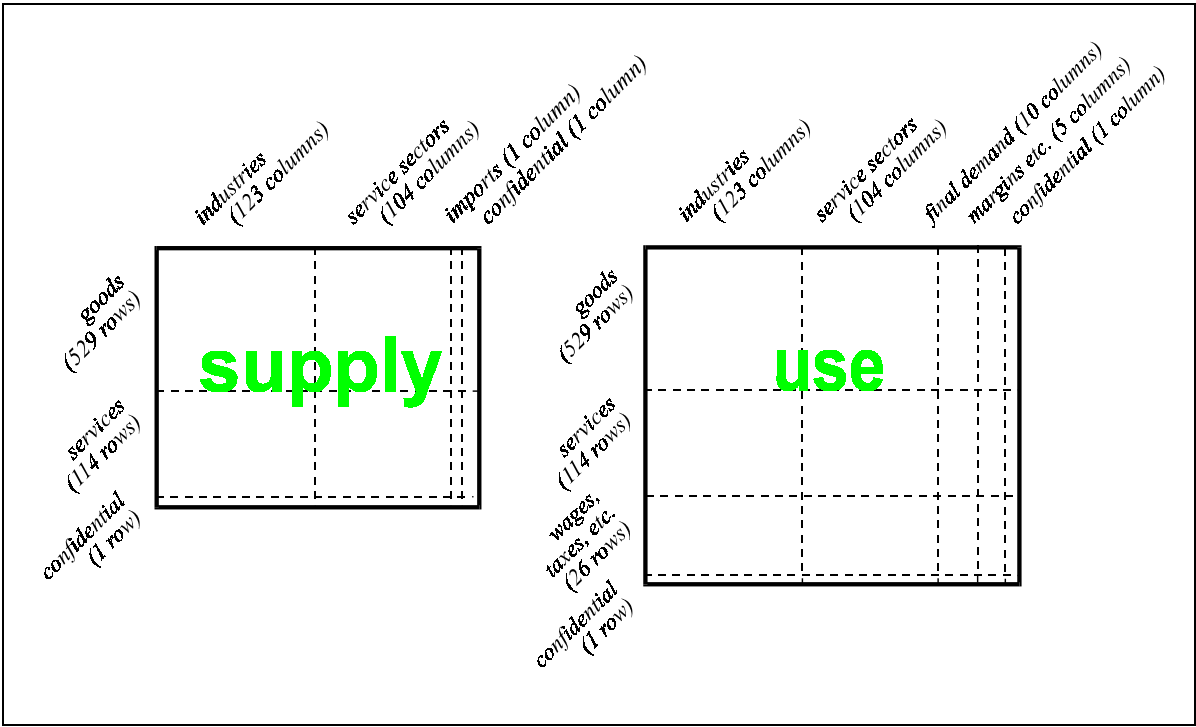 industries
(123 columns)
service sectors
(104 columns)
imports (1 column)
confidential (1 column)
goods
(529 rows)
services
(114 rows)
confidential
(1 row)
supply
industries
(123 columns)
service sectors
(104 columns)
final demand (10 columns)
margins etc. (5 columns)
confidential (1 column)
goods
(529 rows)
services
(114 rows)
wages,
taxes, etc.
(26 rows)
confidential
(1 row)
use